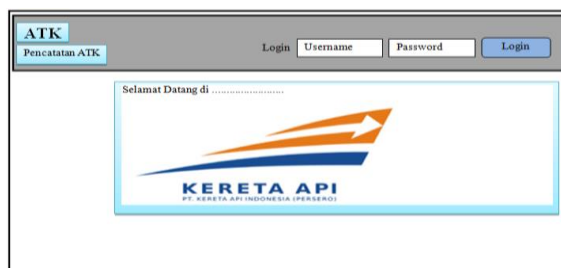 ATK
Pencatatan ATK
Login Username Password Login
Selamat Datang di ........................
KERETA API
PT. KERETA API INDONESIA (PERSERO)